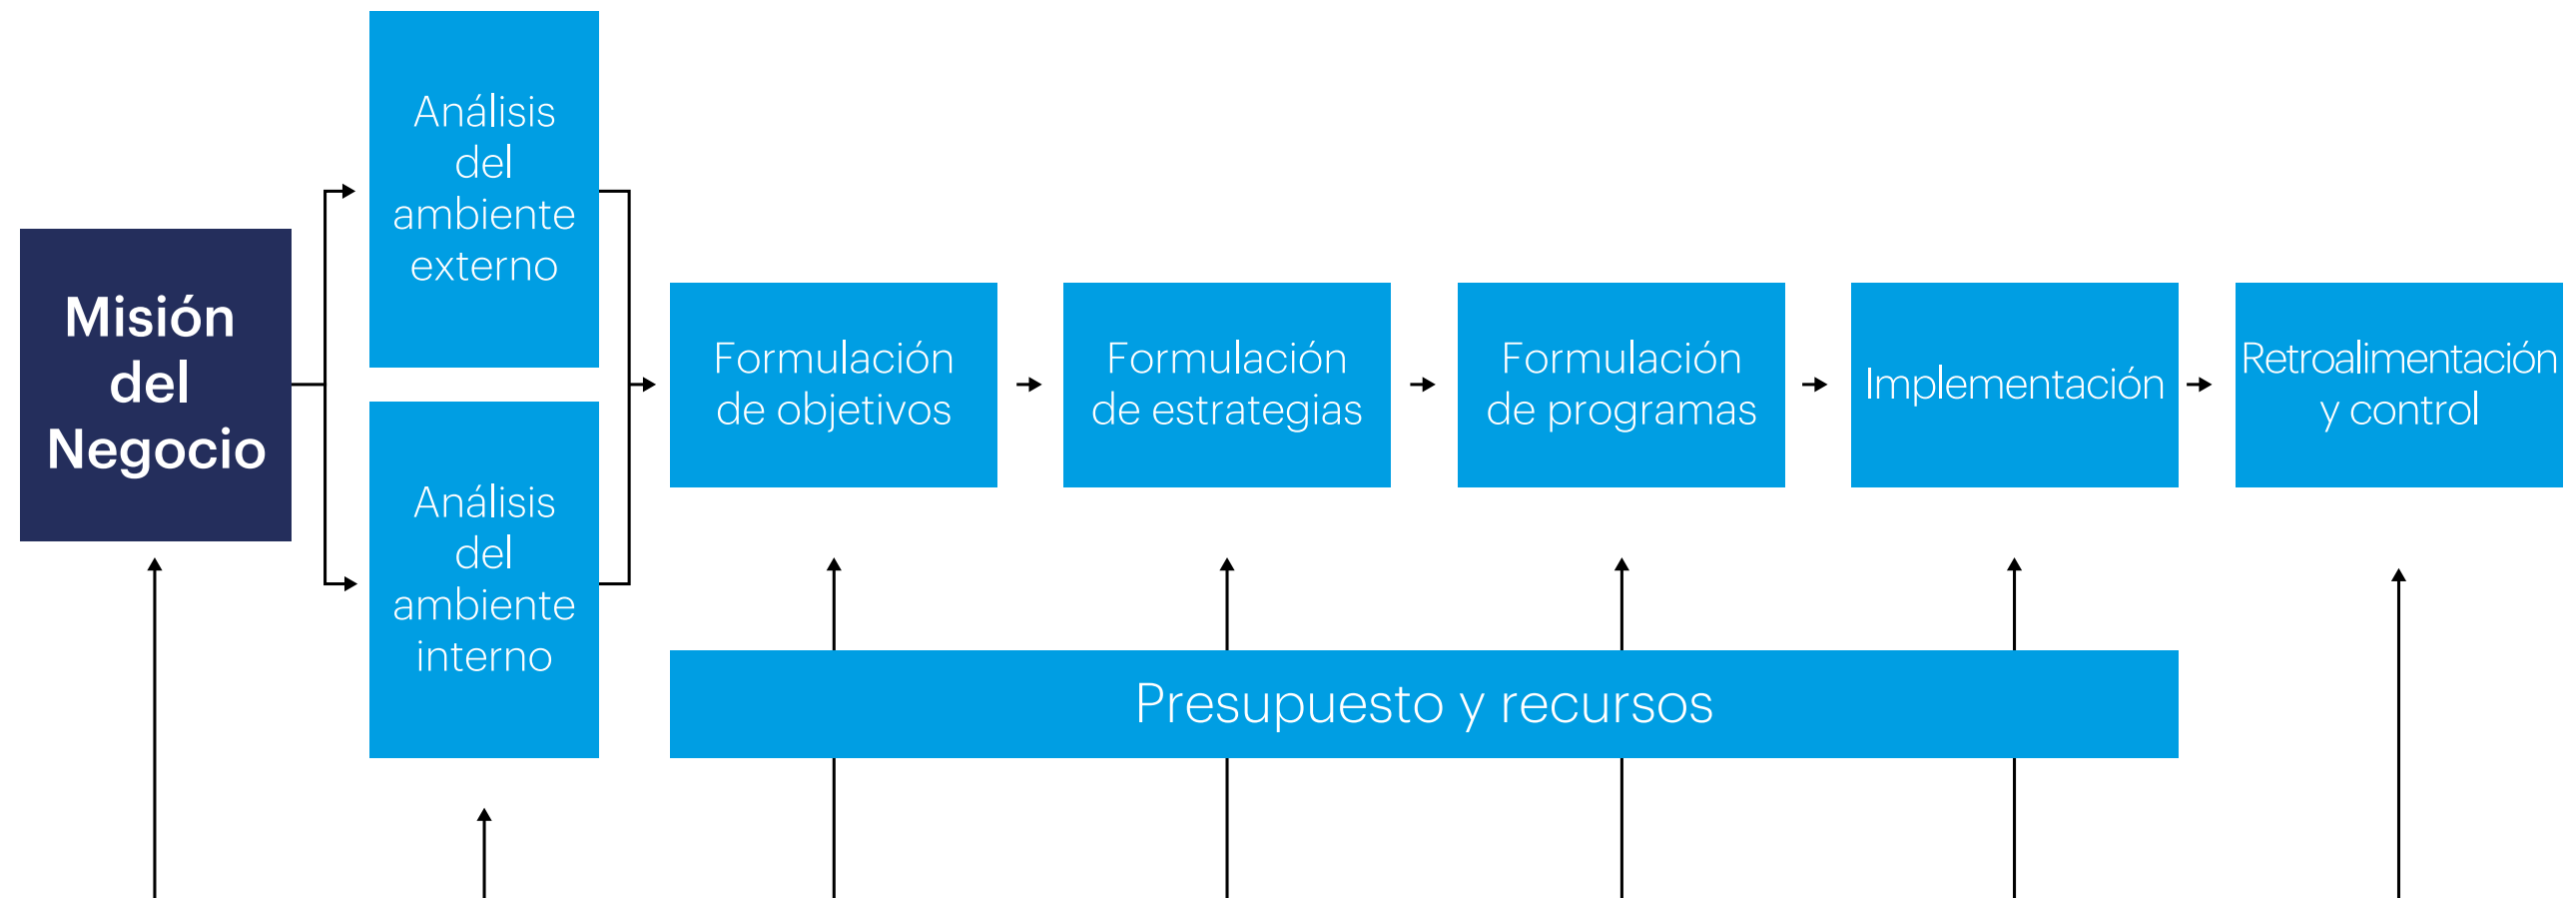 Misión
del
Negocio
Análisis
del
ambiente
externo
Análisis
del
ambiente
interno
Formulación
de objetivos
Formulación
de estrategias
Formulación
de programas
Implementación
Retroalimentación
y control
Presupuesto y recursos